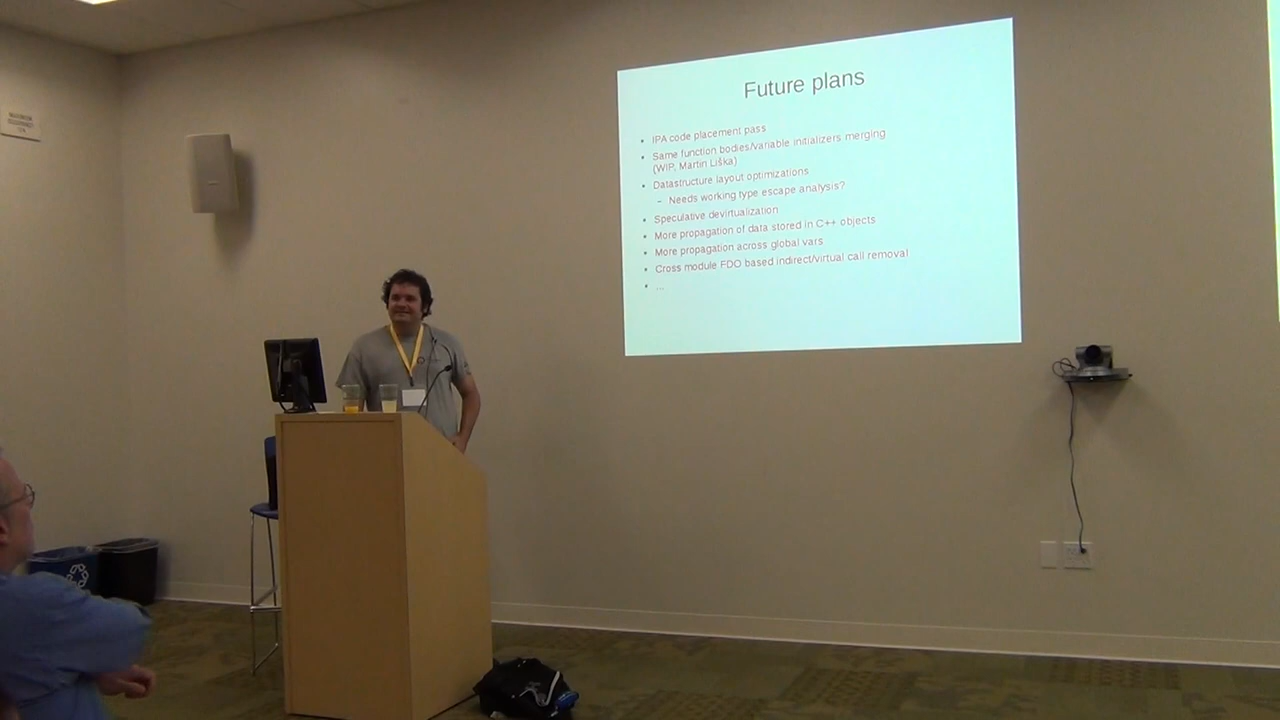 Future plans
IPA code placement pass
Same function bodies/variable initializers merging
(WIP, Martin Liška)
Datastructure layout optimizations
– Needs working type escape analysis?
Speculative devirtualization
More propagation of data stored in C++ objects
More propagation across global vars
Cross module FDO based indirect/virtual call removal
...